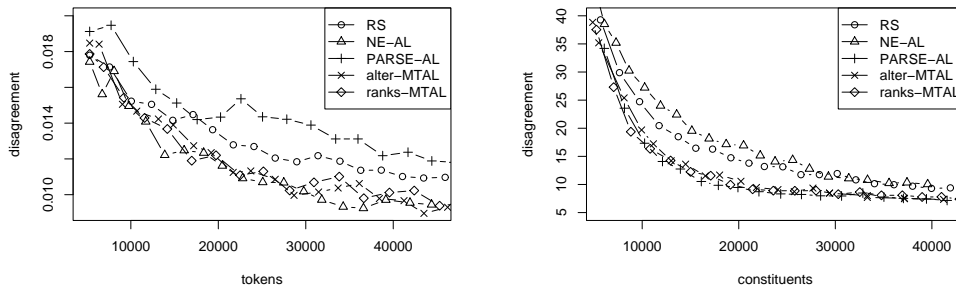 disagreement
0.010
0.014
0.018
10000
20000
30000
40000
tokens
RS
NE−AL
PARSE−AL
alter−MTAL
ranks−MTAL
disagreement
5
10
15
20
25
30
35
40
10000
20000
30000
40000
constituents
RS
NE−AL
PARSE−AL
alter−MTAL
ranks−MTAL